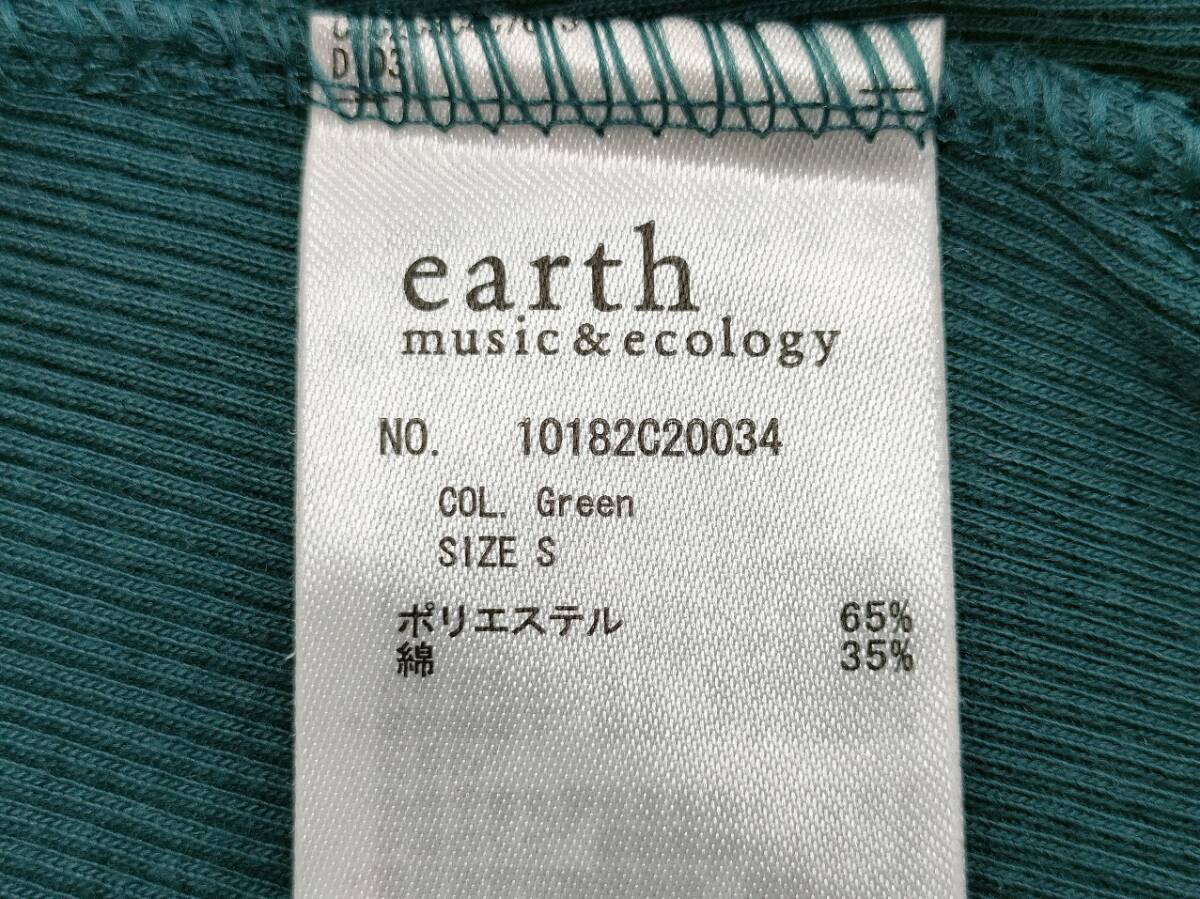 earth
music & ecology
NO. 10182C20034
COL. Green
SIZE S
ポリエステル 65%
綿 35%